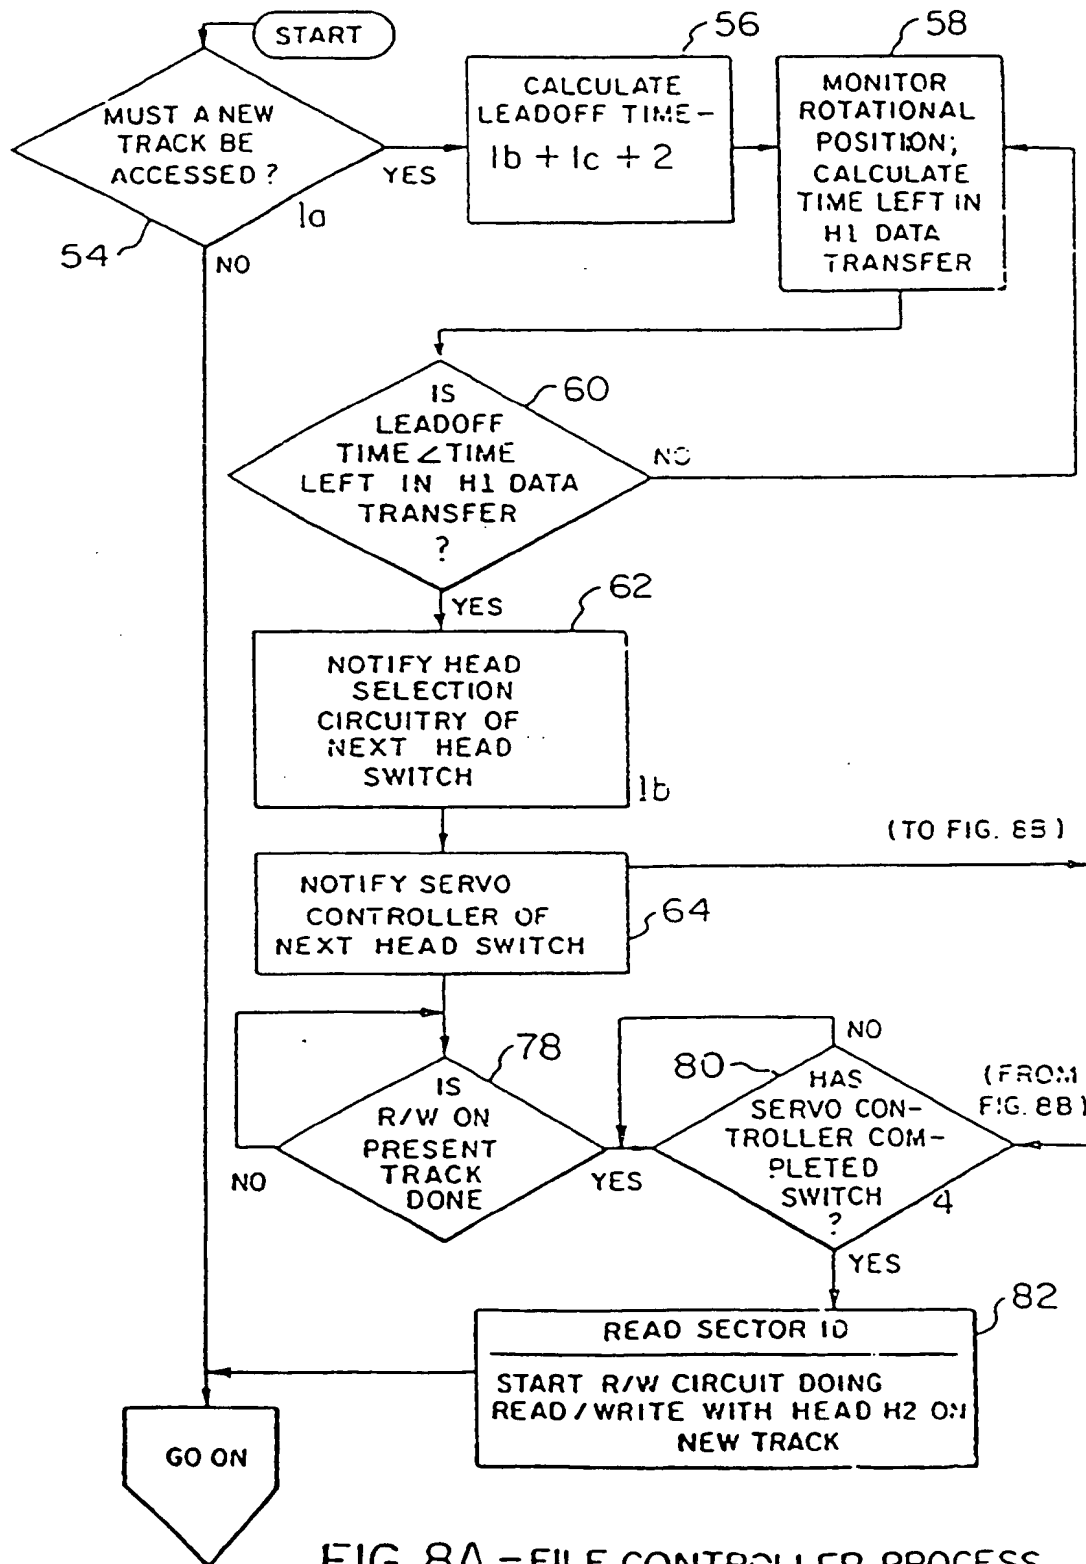 START
MUST A NEW
TRACK BE
ACCESSED?
YES
1a
54
NO
56
CALCULATE
LEADOFF TIME-
1b + 1c + 2
58
MONITOR
ROTATIONAL
POSITION;
CALCULATE
TIME LEFT IN
H1 DATA
TRANSFER
60
IS
LEADOFF
TIME < TIME
LEFT IN H1 DATA
TRANSFER
?
NO
YES
62
NOTIFY HEAD
SELECTION
CIRCUITRY OF
NEXT HEAD
SWITCH
1b
(TO FIG. 8B)
NOTIFY SERVO
CONTROLLER OF
NEXT HEAD SWITCH
64
78
IS
R/W ON
PRESENT
TRACK
DONE
NO
YES
80
NO
HAS
SERVO CON-
TROLLER COM-
PLETED
SWITCH
?
4
(FROM
FIG. 8B)
YES
82
READ SECTOR ID
START R/W CIRCUIT DOING
READ/WRITE WITH HEAD H2 ON
NEW TRACK
GO ON
FIG. 8A - FILE CONTROLLER PROCESS